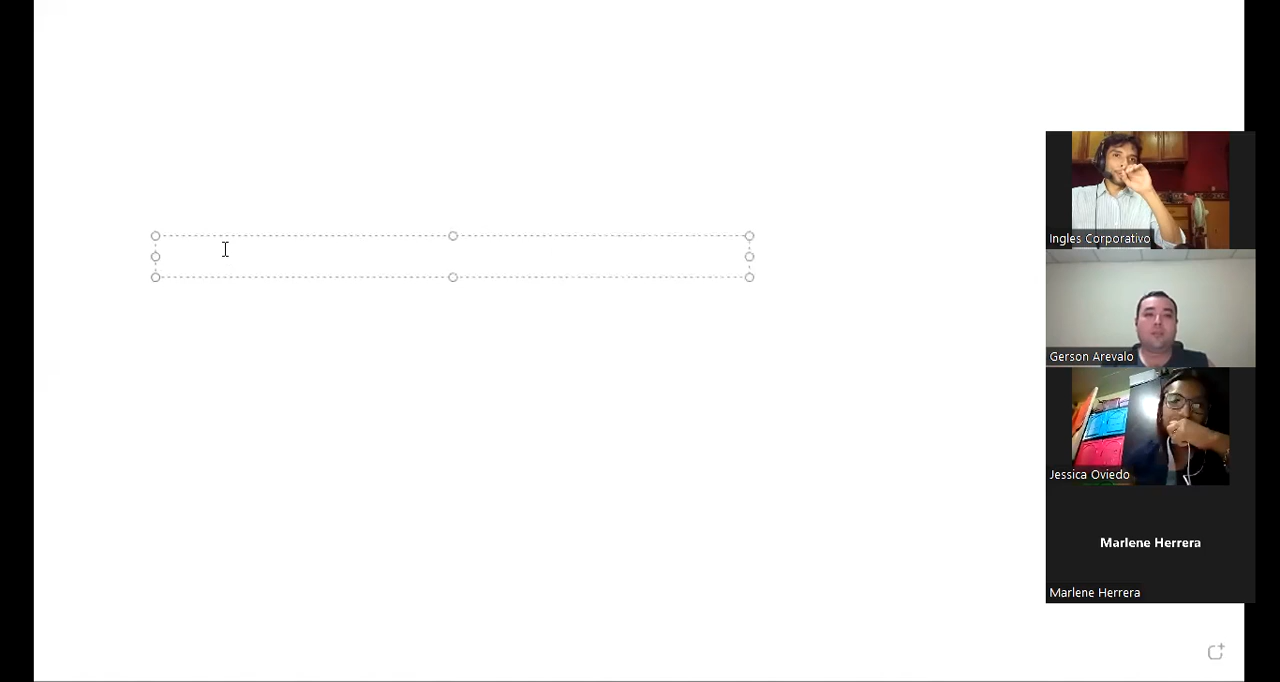 Ingles Corporativo
Gerson Arevalo
Jessica Oviedo
Marlene Herrera
Marlene Herrera